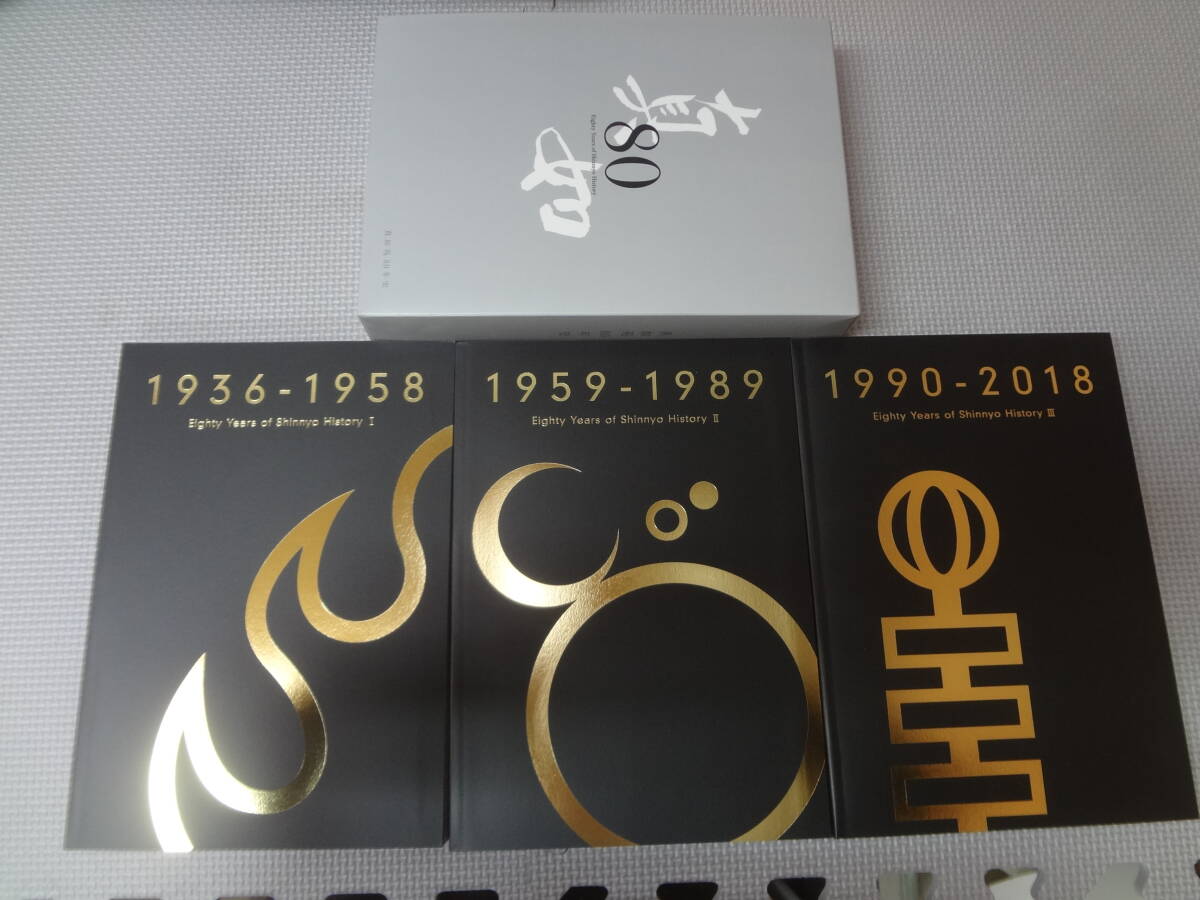 80
Eighty Years of Shinnyo History
1936-1958
Eighty Years of Shinnyo History Ⅰ
1959-1989
Eighty Years of Shinnyo History Ⅱ
1990-2018
Eighty Years of Shinnyo History Ⅲ